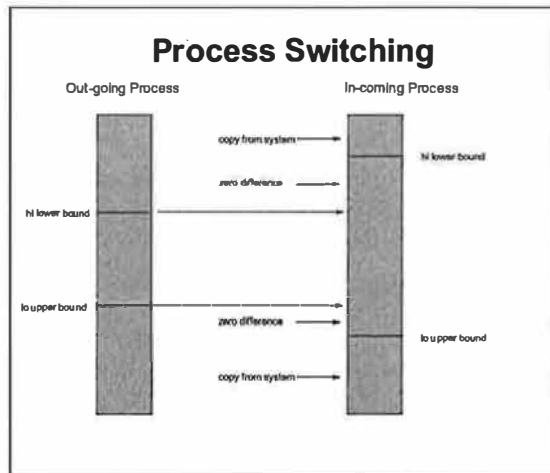 Process Switching
Out-going Process
In-coming Process
copy from system
hi lower bound
zero difference
hi lower bound
lo upper bound
zero difference
lo upper bound
copy from system